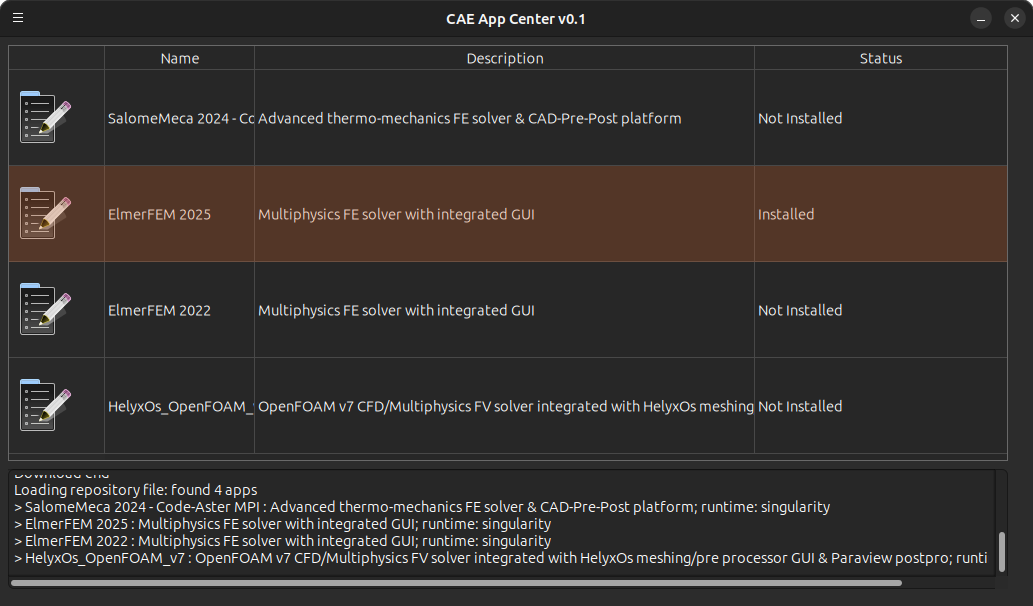 CAE App Center v0.1
Name Description Status
SalomeMeca 2024 - Co Advanced thermo-mechanics FE solver & CAD-Pre-Post platform Not Installed
ElmerFEM 2025 Multiphysics FE solver with integrated GUI Installed
ElmerFEM 2022 Multiphysics FE solver with integrated GUI Not Installed
HelyxOs_OpenFOAM_ OpenFOAM v7 CFD/Multiphysics FV solver integrated with HelyxOs meshing Not Installed
Download end
Loading repository file: found 4 apps
> SalomeMeca 2024 - Code-Aster MPI : Advanced thermo-mechanics FE solver & CAD-Pre-Post platform; runtime: singularity
> ElmerFEM 2025 : Multiphysics FE solver with integrated GUI; runtime: singularity
> ElmerFEM 2022 : Multiphysics FE solver with integrated GUI; runtime: singularity
> HelyxOs_OpenFOAM_v7 : OpenFOAM v7 CFD/Multiphysics FV solver integrated with HelyxOs meshing/pre processor GUI & Paraview postpro; runti